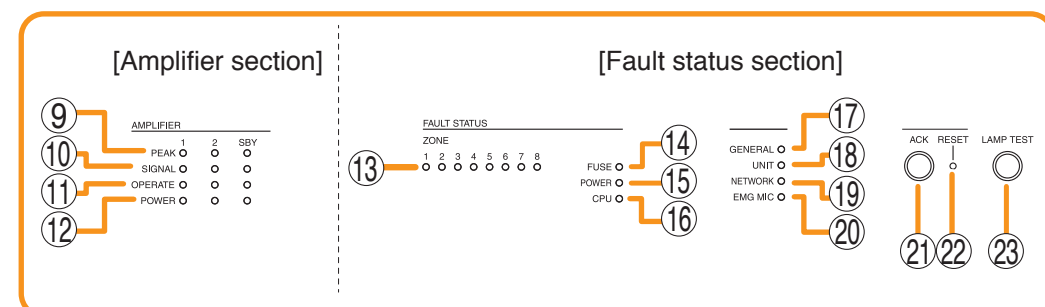 [Amplifier section]
[Fault status section]
AMPLIFIER
1 2 SBY
PEAK
SIGNAL
OPERATE
POWER
9
10
11
12
FAULT STATUS
ZONE
1 2 3 4 5 6 7 8
13
FUSE
POWER
CPU
14
15
16
GENERAL
UNIT
NETWORK
EMG MIC
17
18
19
20
ACK RESET LAMP TEST
21 22 23